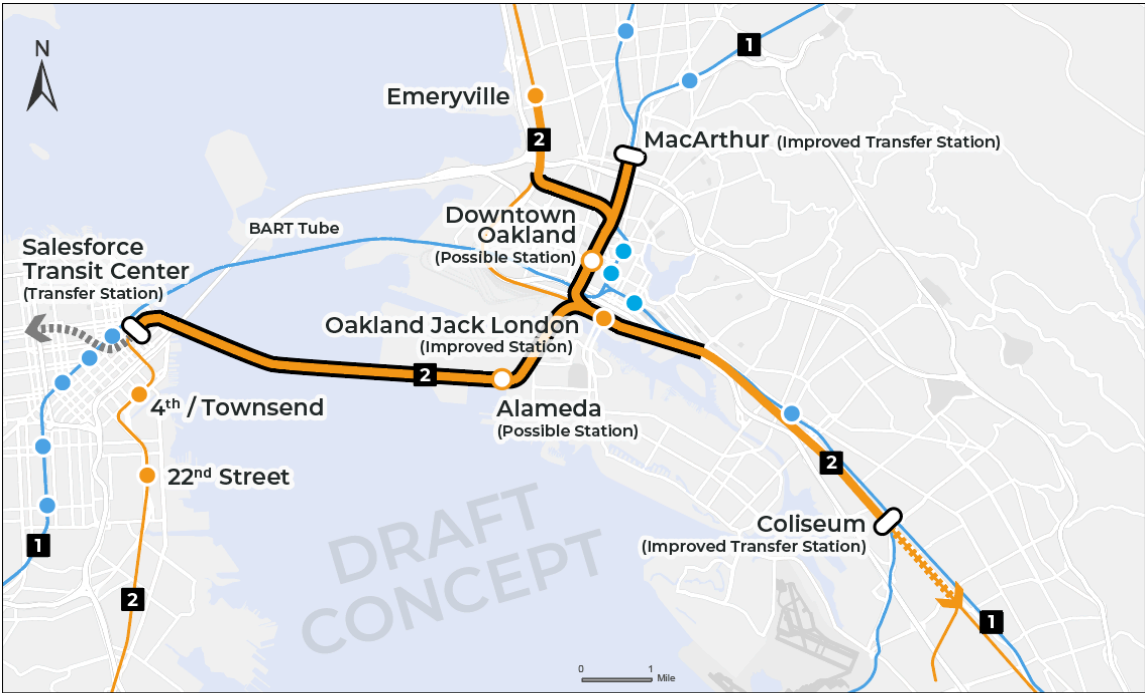 N
1
Emeryville
2
MacArthur (Improved Transfer Station)
Downtown
Oakland
(Possible Station)
BART Tube
Salesforce
Transit Center
(Transfer Station)
Oakland Jack London
(Improved Station)
2
4th / Townsend
Alameda
(Possible Station)
22nd Street
2
DRAFT
CONCEPT
Coliseum
(Improved Transfer Station)
1
2
1
0 1
Mile